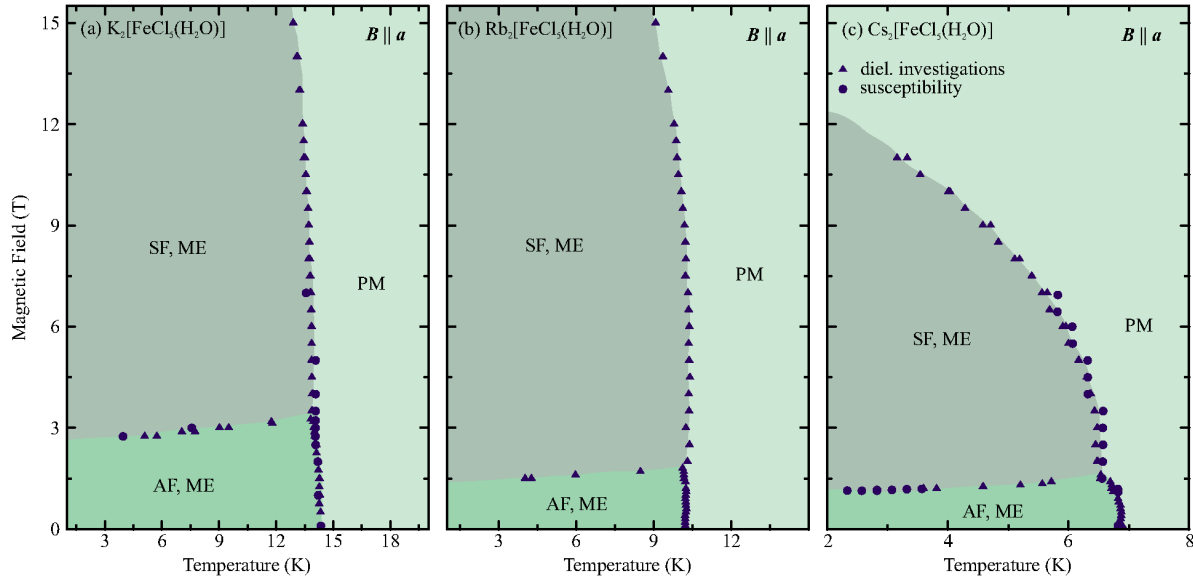 (a) K₂[FeCl₅(H₂O)]
B || a
SF, ME
PM
AF, ME
(b) Rb₂[FeCl₅(H₂O)]
B || a
SF, ME
PM
AF, ME
(c) Cs₂[FeCl₅(H₂O)]
B || a
diel. investigations
susceptibility
SF, ME
PM
AF, ME
Magnetic Field (T)
15
12
9
6
3
0
3 6 9 12 15 18
Temperature (K)
3 6 9 12
Temperature (K)
2 4 6 8
Temperature (K)